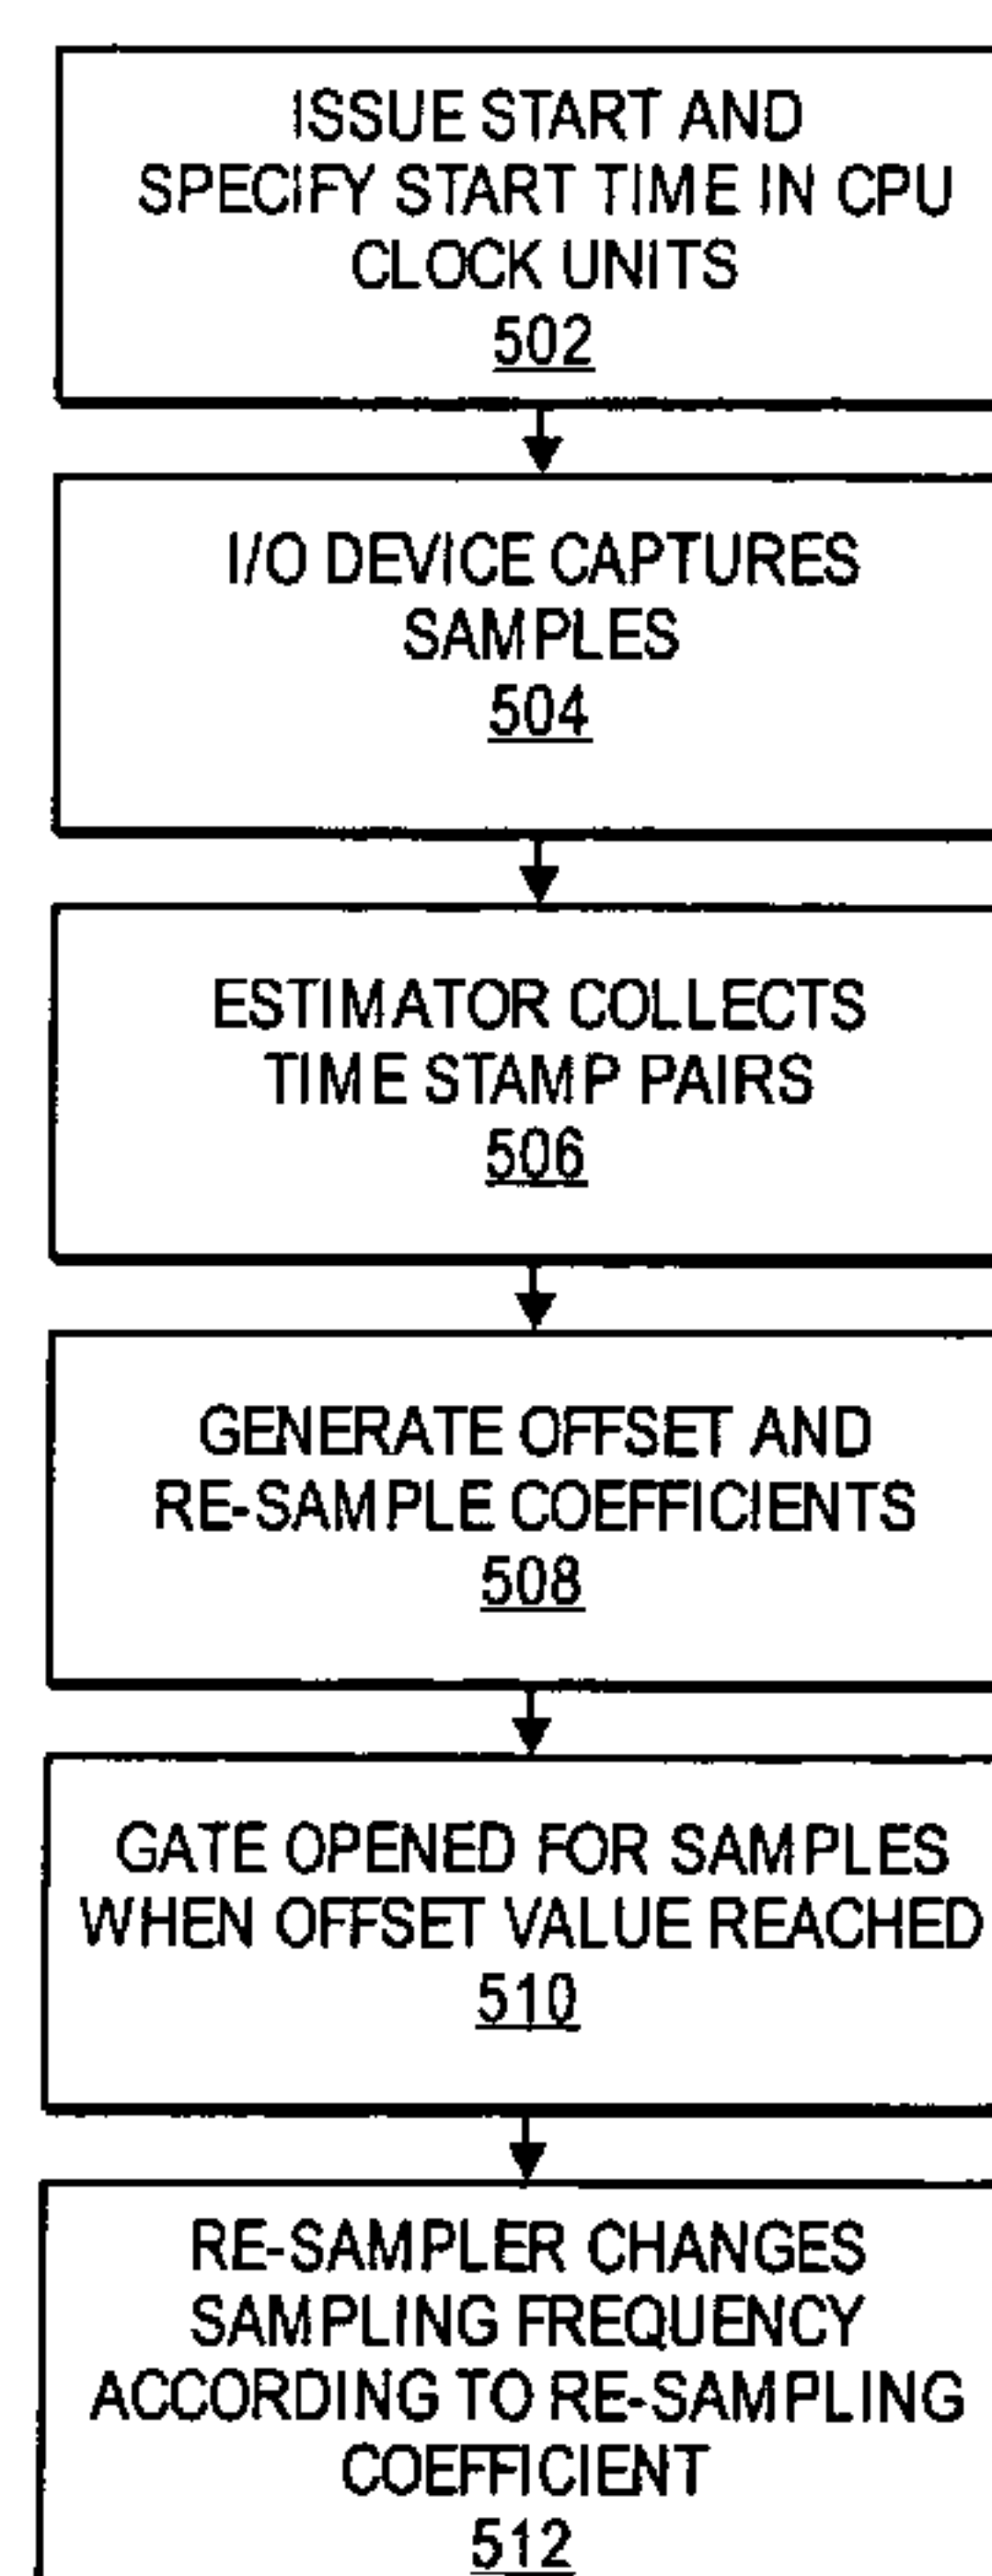 ISSUE START AND
SPECIFY START TIME IN CPU
CLOCK UNITS
502
I/O DEVICE CAPTURES
SAMPLES
504
ESTIMATOR COLLECTS
TIME STAMP PAIRS
506
GENERATE OFFSET AND
RE-SAMPLE COEFFICIENTS
508
GATE OPENED FOR SAMPLES
WHEN OFFSET VALUE REACHED
510
RE-SAMPLER CHANGES
SAMPLING FREQUENCY
ACCORDING TO RE-SAMPLING
COEFFICIENT
512